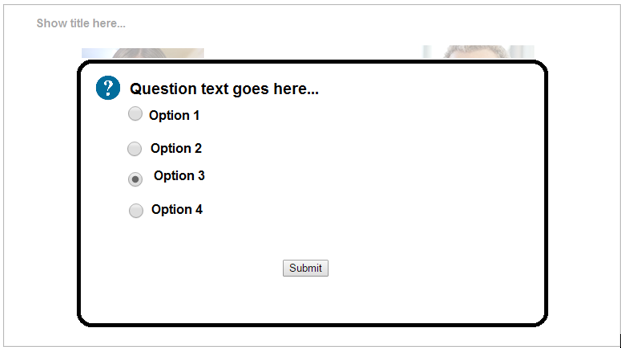 Show title here...
? Question text goes here...
Option 1
Option 2
Option 3
Option 4
Submit